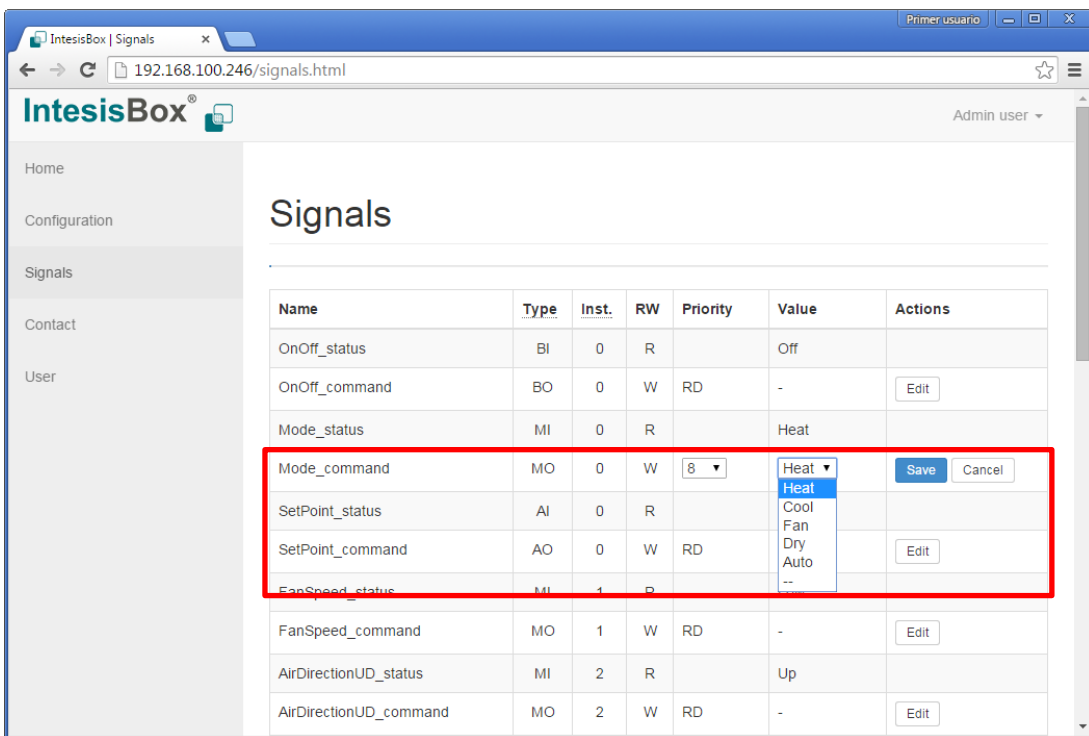 Primer usuario
IntesisBox | Signals
192.168.100.246/signals.html
IntesisBox®
Admin user
Home
Configuration
Signals
Contact
User
Signals
Name Type Inst. RW Priority Value Actions
OnOff_status BI 0 R Off
OnOff_command BO 0 W RD - Edit
Mode_status MI 0 R Heat
Mode_command MO 0 W 8 Heat Save Cancel
Heat
SetPoint_status AI 0 R Cool
Fan
SetPoint_command AO 0 W RD Dry Edit
Auto
--
FanSpeed_status MI 1 R
FanSpeed_command MO 1 W RD - Edit
AirDirectionUD_status MI 2 R Up
AirDirectionUD_command MO 2 W RD - Edit